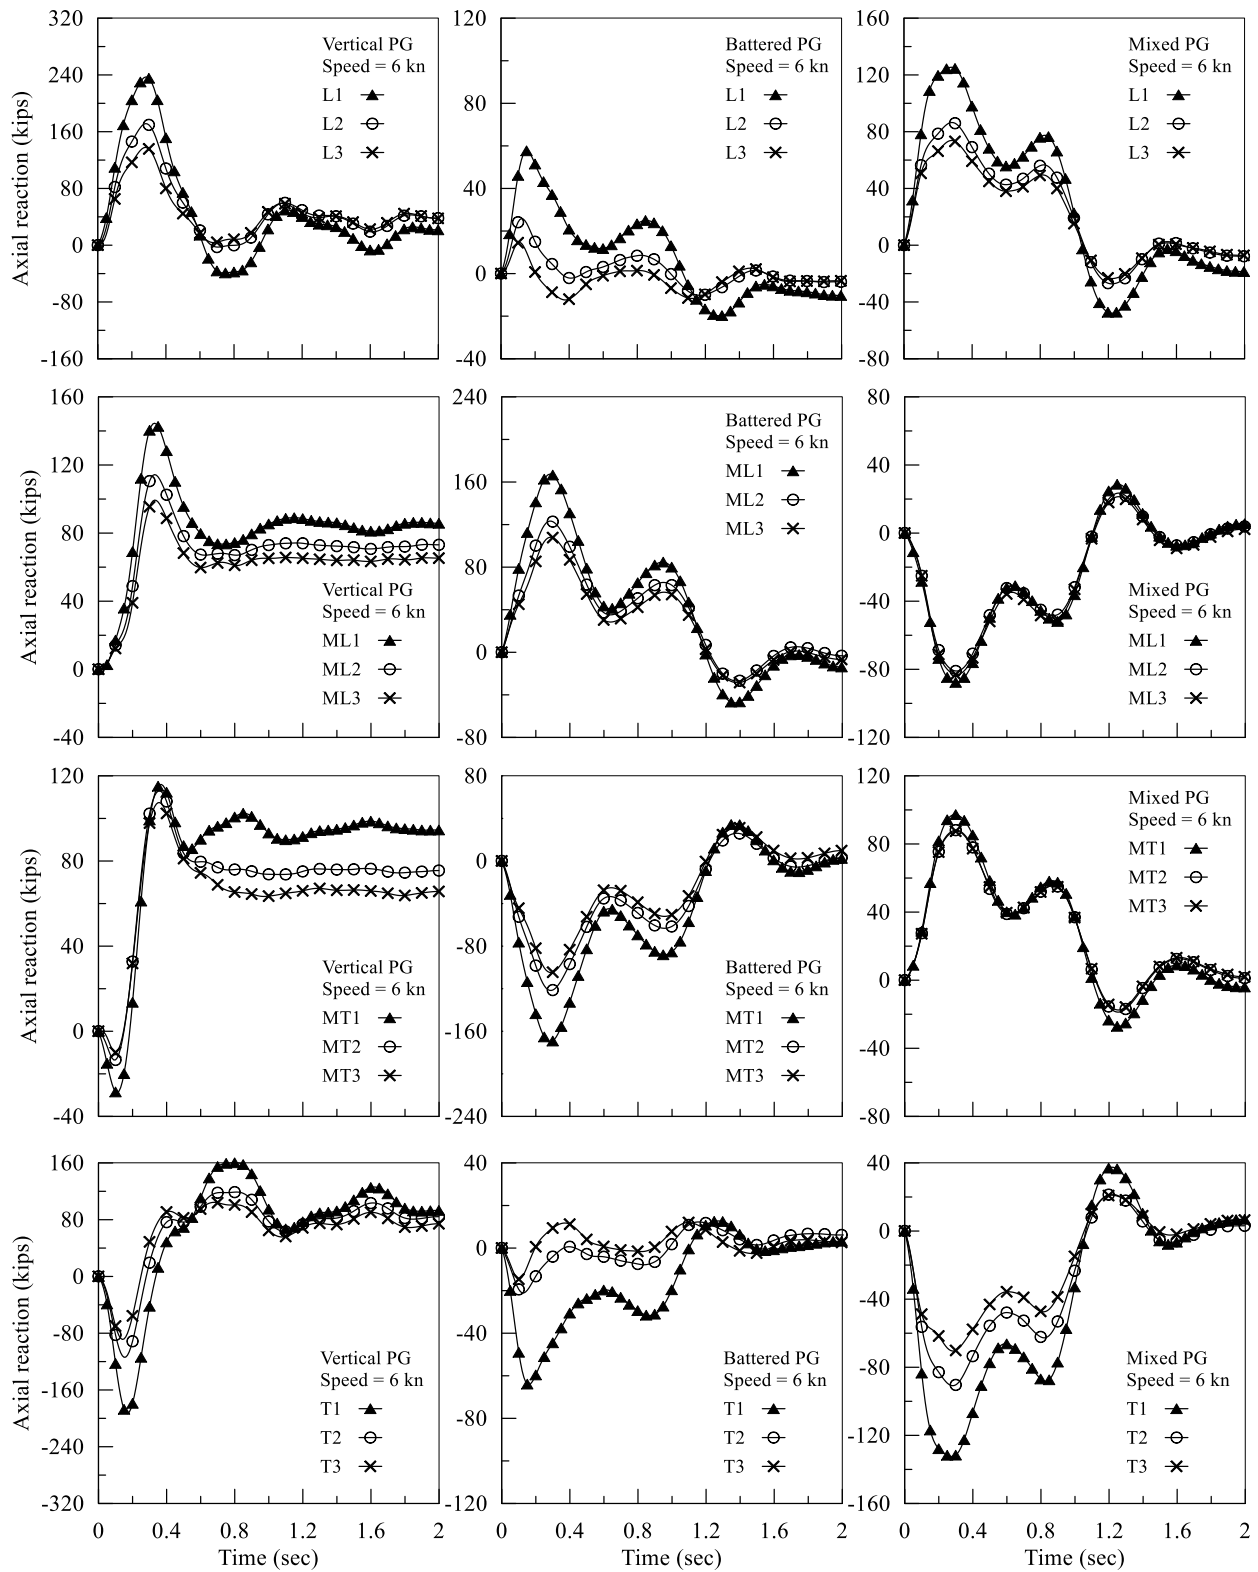 320
240
160
80
0
-80
-160
Axial reaction (kips)
Vertical PG
Speed = 6 kn
L1
L2
L3
120
80
40
0
-40
Battered PG
Speed = 6 kn
L1
L2
L3
160
120
80
40
0
-40
-80
Mixed PG
Speed = 6 kn
L1
L2
L3
160
120
80
40
0
-40
Axial reaction (kips)
Vertical PG
Speed = 6 kn
ML1
ML2
ML3
240
160
80
0
-80
Battered PG
Speed = 6 kn
ML1
ML2
ML3
80
40
0
-40
-80
-120
Mixed PG
Speed = 6 kn
ML1
ML2
ML3
120
80
40
0
-40
Axial reaction (kips)
Vertical PG
Speed = 6 kn
MT1
MT2
MT3
80
0
-80
-160
-240
Battered PG
Speed = 6 kn
MT1
MT2
MT3
120
80
40
0
-40
-80
Mixed PG
Speed = 6 kn
MT1
MT2
MT3
160
80
0
-80
-160
-240
-320
Axial reaction (kips)
Vertical PG
Speed = 6 kn
T1
T2
T3
0 0.4 0.8 1.2 1.6 2
Time (sec)
40
0
-40
-80
-120
Battered PG
Speed = 6 kn
T1
T2
T3
0 0.4 0.8 1.2 1.6 2
Time (sec)
40
0
-40
-80
-120
-160
Mixed PG
Speed = 6 kn
T1
T2
T3
0 0.4 0.8 1.2 1.6 2
Time (sec)